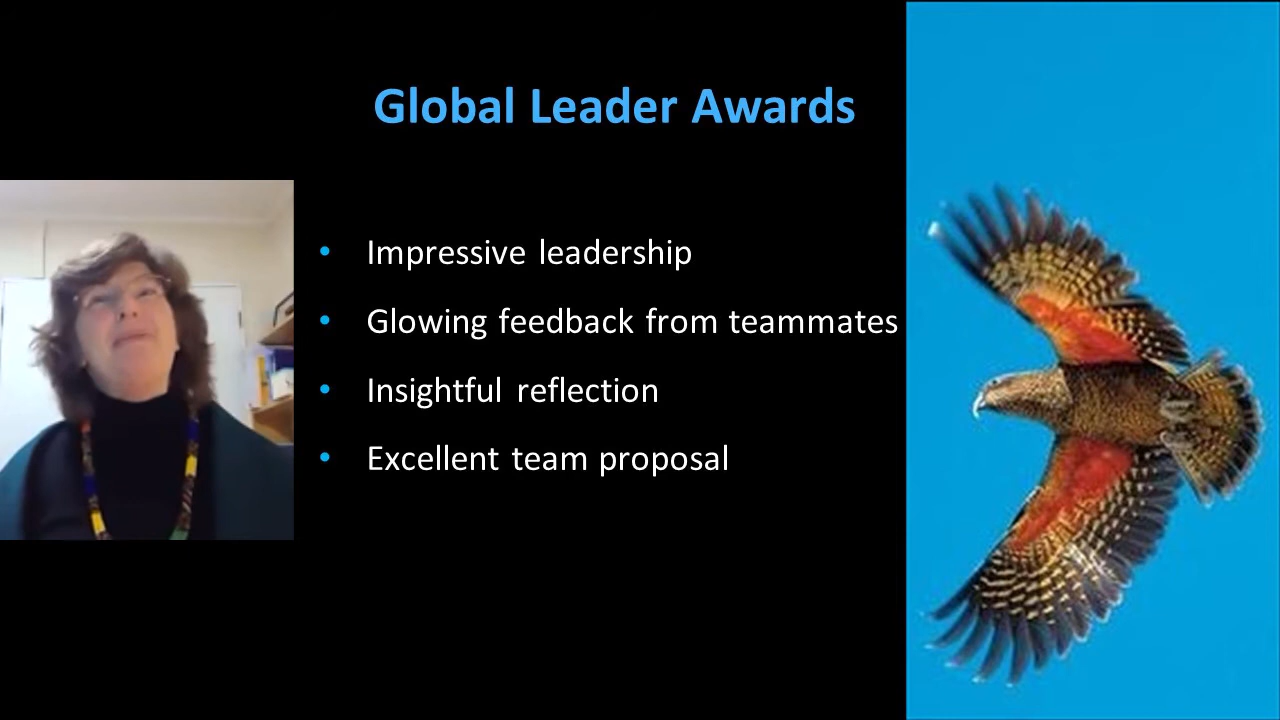 Global Leader Awards
• Impressive leadership
• Glowing feedback from teammates
• Insightful reflection
• Excellent team proposal